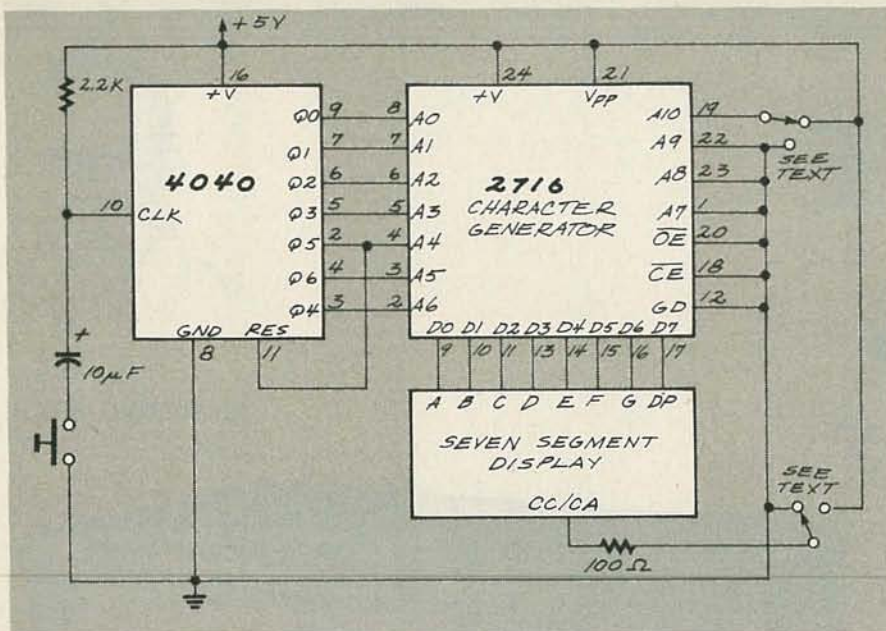 +5V
2.2K
16
+V
Q0 9
Q1 7
Q2 6
Q3 5
Q5 2
Q6 4
Q4 3
4040
10 CLK
GND
8
RES
11
10µF
24
+V
21
VPP
8 A0
7 A1
6 A2
5 A3
4 A4
3 A5
2 A6
2716
CHARACTER
GENERATOR
A10 19
A9 22
A8 23
A7 1
OE 20
CE 18
GD 12
SEE
TEXT
D0 D1 D2 D3 D4 D5 D6 D7
9 10 11 13 14 15 16 17
A B C D E F G DP
SEVEN SEGMENT
DISPLAY
CC/CA
100Ω
SEE
TEXT